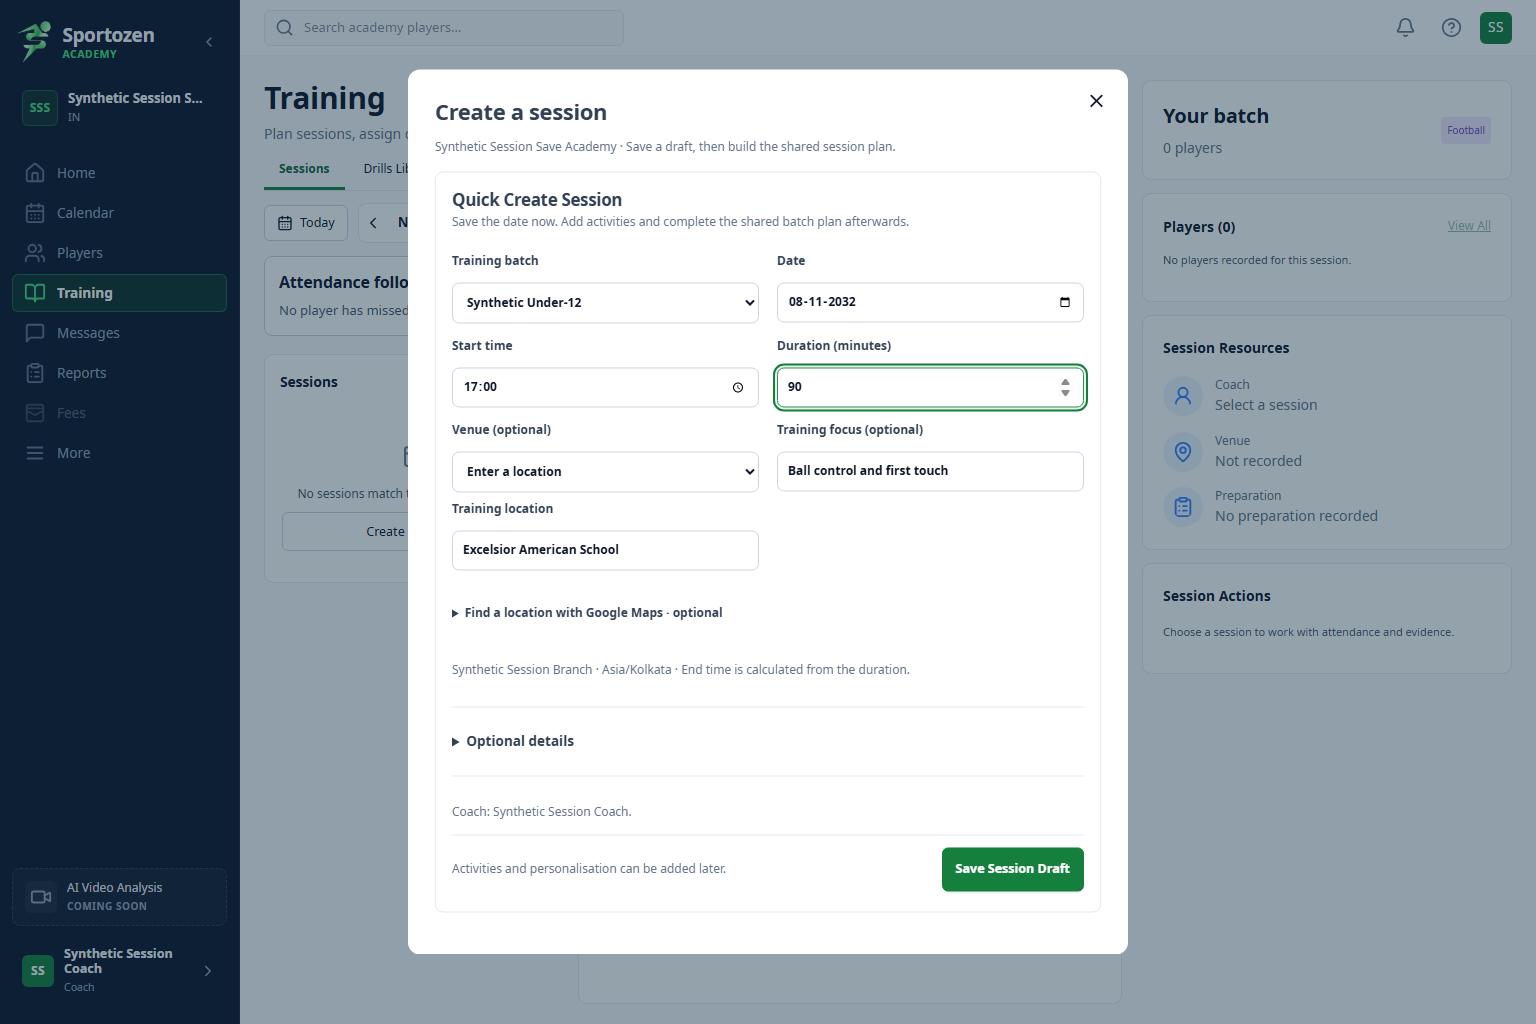 Sportozen
ACADEMY
SSS
Synthetic Session S...
IN
Home
Calendar
Players
Training
Messages
Reports
Fees
More
AI Video Analysis
COMING SOON
SS
Synthetic Session
Coach
Coach
Search academy players...
SS
Training
Plan sessions, assign
Sessions
Drills Lib
Today
Attendance follo
No player has missed
Sessions
No sessions match
Create
Create a session
Synthetic Session Save Academy · Save a draft, then build the shared session plan.
Quick Create Session
Save the date now. Add activities and complete the shared batch plan afterwards.
Training batch
Synthetic Under-12
Date
08-11-2032
Start time
17:00
Duration (minutes)
90
Venue (optional)
Enter a location
Training focus (optional)
Ball control and first touch
Training location
Excelsior American School
Find a location with Google Maps · optional
Synthetic Session Branch · Asia/Kolkata · End time is calculated from the duration.
Optional details
Coach: Synthetic Session Coach.
Activities and personalisation can be added later.
Save Session Draft
Your batch
0 players
Football
Players (0)
View All
No players recorded for this session.
Session Resources
Coach
Select a session
Venue
Not recorded
Preparation
No preparation recorded
Session Actions
Choose a session to work with attendance and evidence.